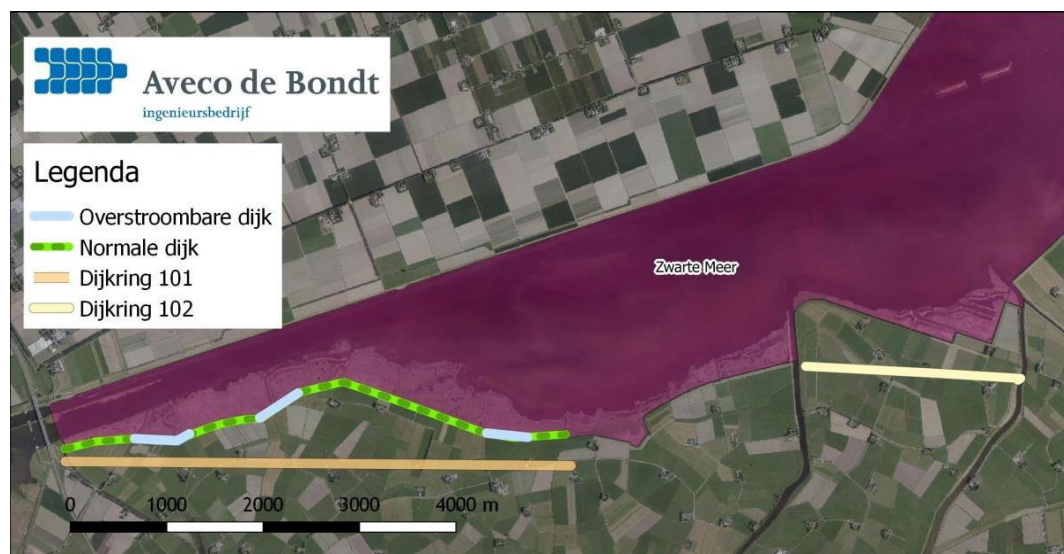 Aveco de Bondt
ingenieursbedrijf
Legenda
Overstroombare dijk
Normale dijk
Dijkring 101
Dijkring 102
Zwarte Meer
0 1000 2000 3000 4000 m